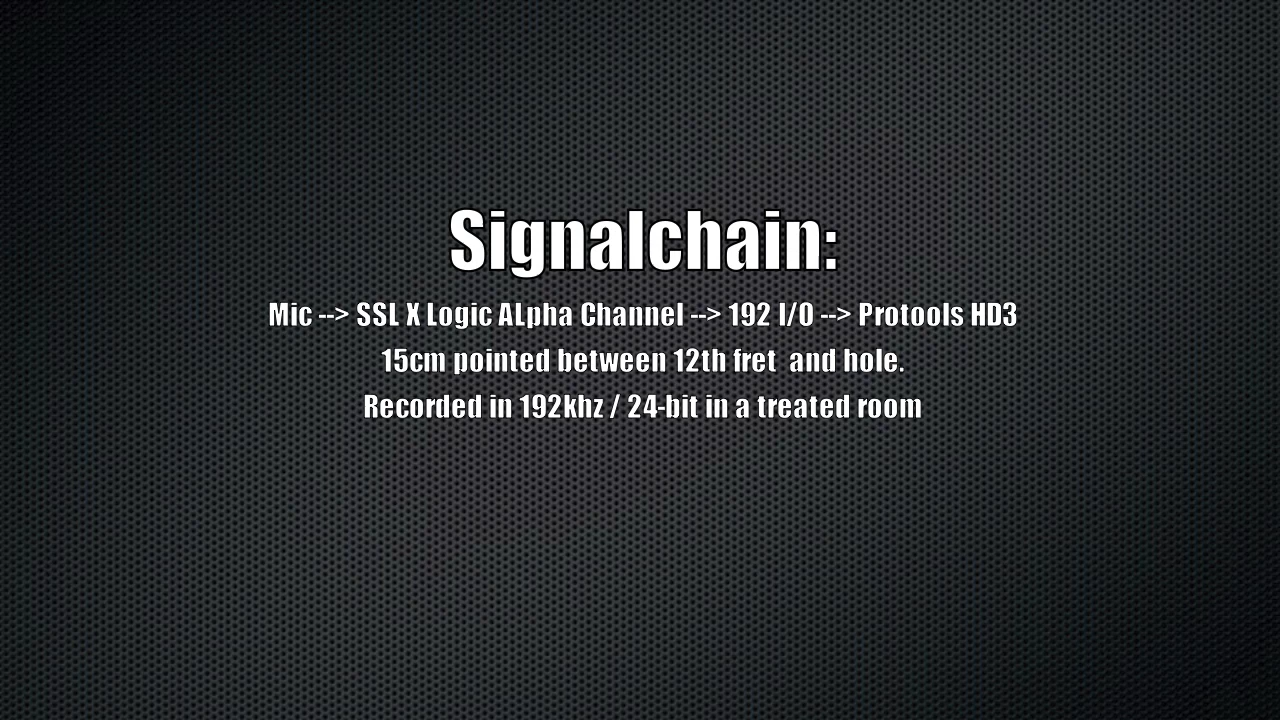 Signalchain:
Mic --> SSL X Logic ALpha Channel --> 192 I/O --> Protools HD3
15cm pointed between 12th fret  and hole.
Recorded in 192khz / 24-bit in a treated room